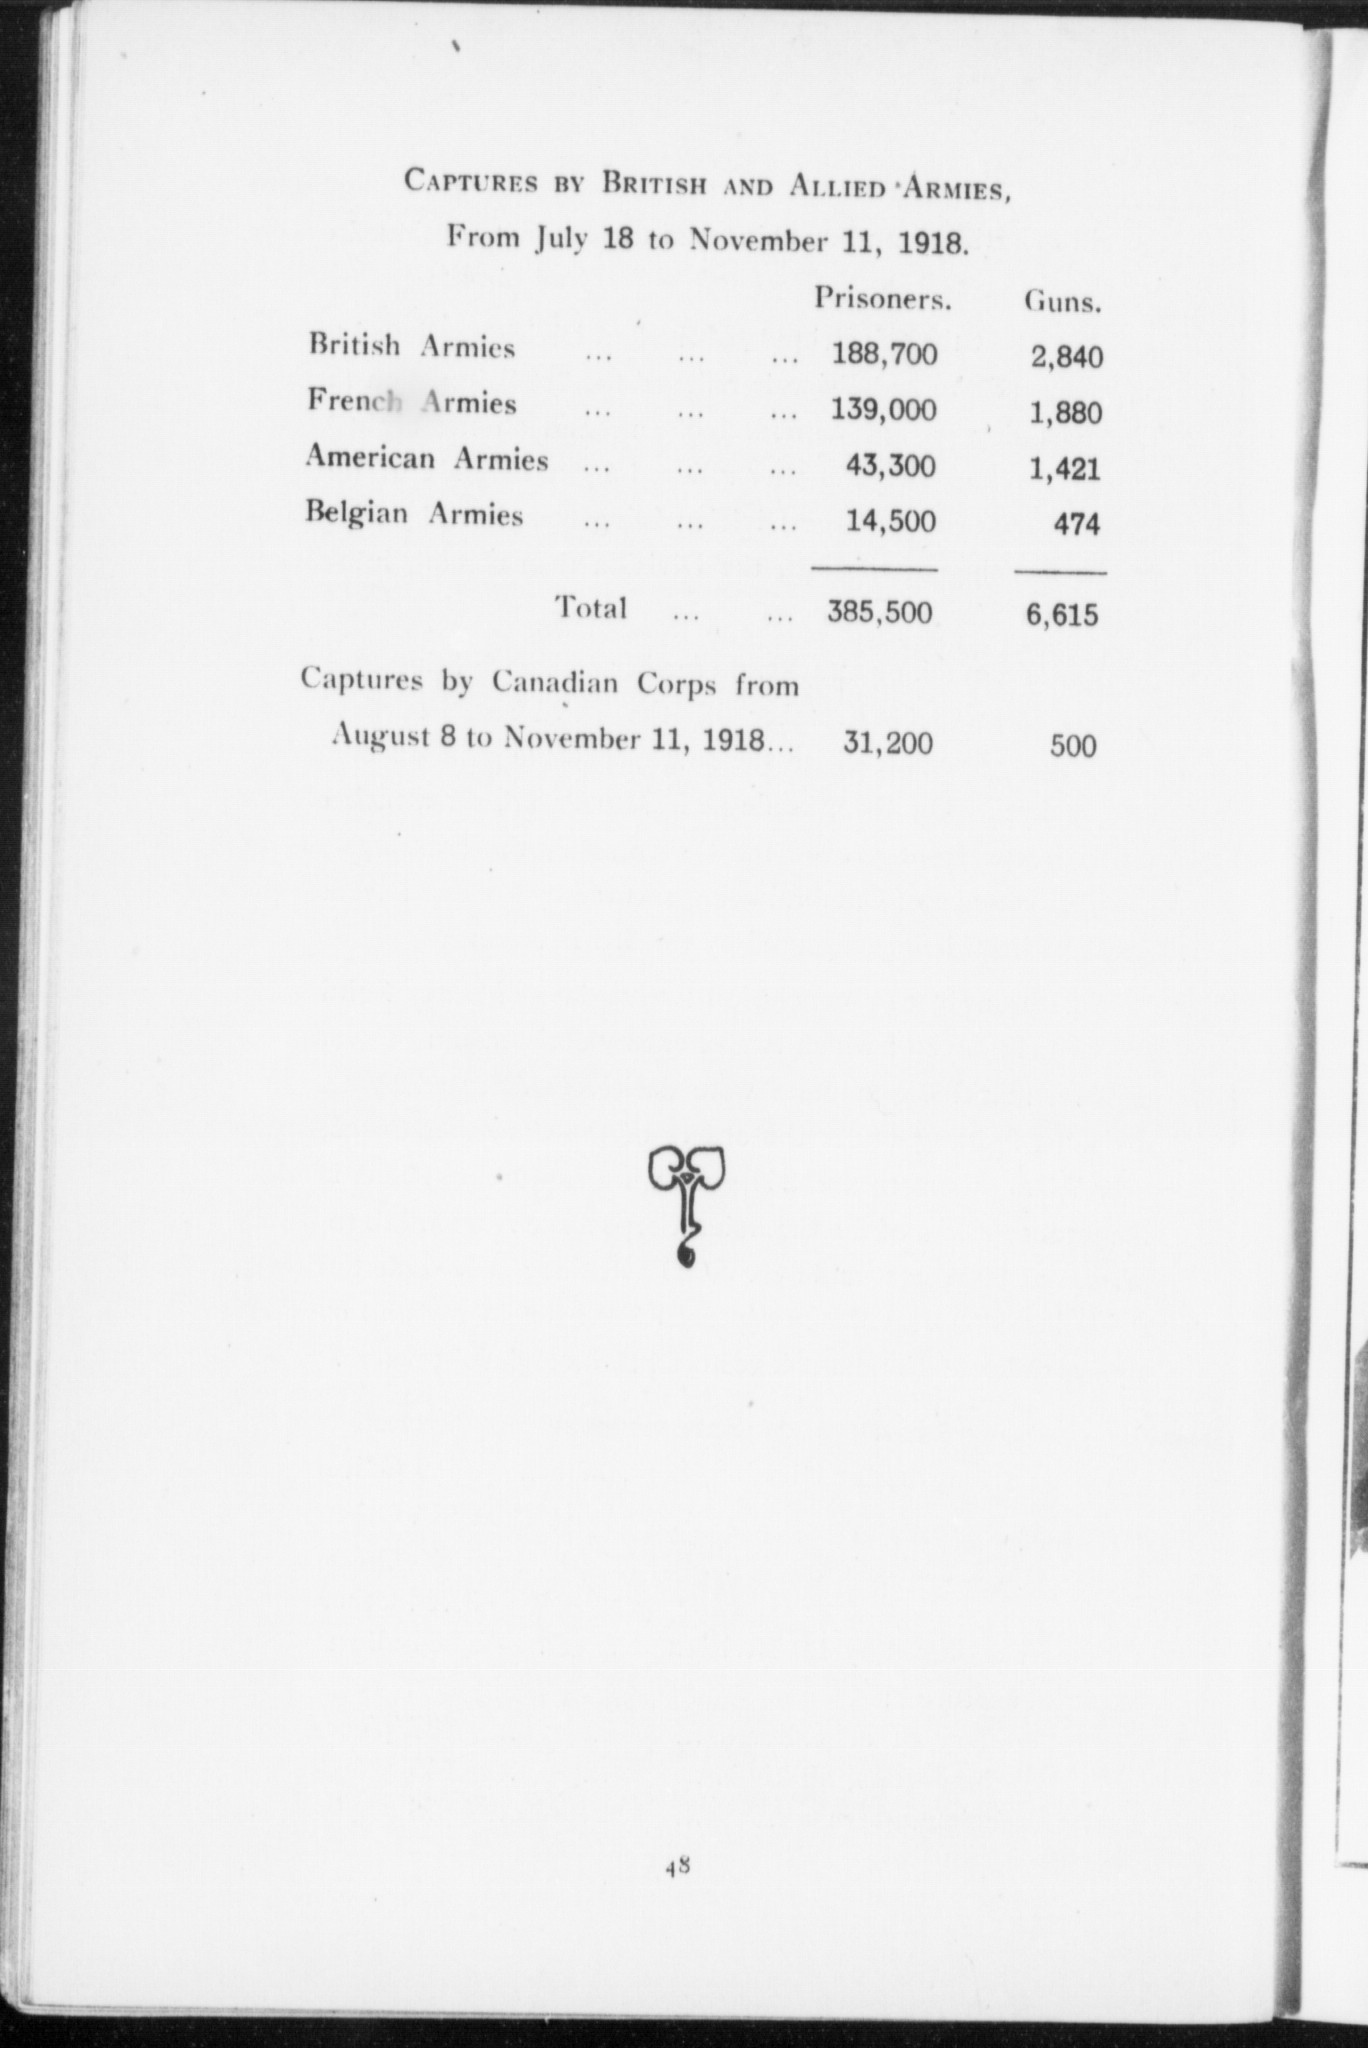 CAPTURES BY BRITISH AND ALLIED ARMIES,
From July 18 to November 11, 1918.
Prisoners. Guns.
British Armies ... ... ... 188,700 2,840
French Armies ... ... ... 139,000 1,880
American Armies ... ... ... 43,300 1,421
Belgian Armies ... ... ... 14,500 474
Total ... ... 385,500 6,615
Captures by Canadian Corps from
August 8 to November 11, 1918... 31,200 500
48